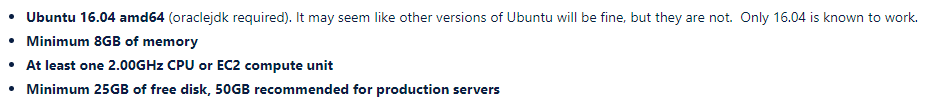 • Ubuntu 16.04 amd64 (oraclejdk required). It may seem like other versions of Ubuntu will be fine, but they are not.  Only 16.04 is known to work.
• Minimum 8GB of memory
• At least one 2.00GHz CPU or EC2 compute unit
• Minimum 25GB of free disk, 50GB recommended for production servers